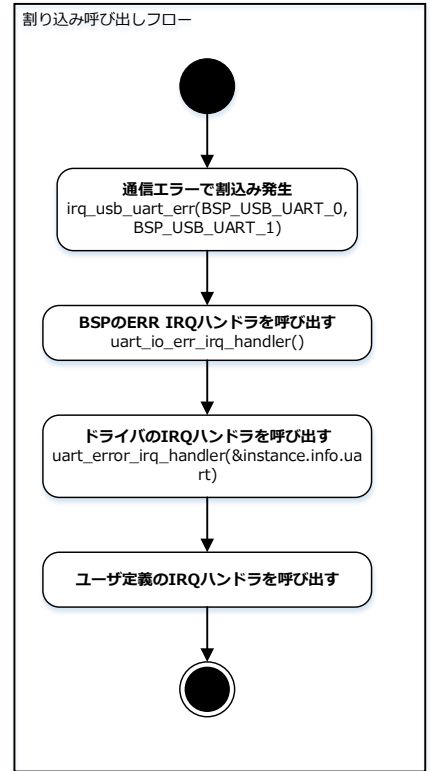 割り込み呼び出しフロー
通信エラーで割込み発生
irq_usb_uart_err(BSP_USB_UART_0,
BSP_USB_UART_1)
BSPのERR IRQハンドラを呼び出す
uart_io_err_irq_handler()
ドライバのIRQハンドラを呼び出す
uart_error_irq_handler(&instance.info.ua
rt)
ユーザ定義のIRQハンドラを呼び出す